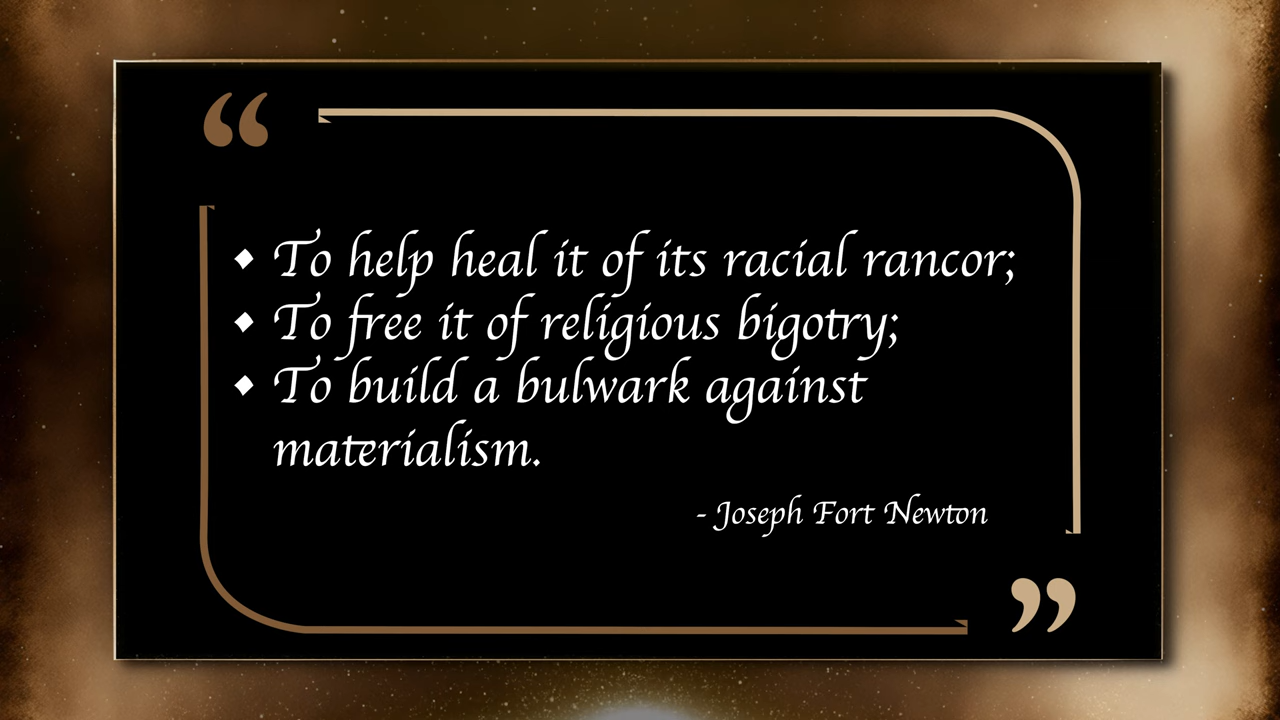 “
◆ To help heal it of its racial rancor;
◆ To free it of religious bigotry;
◆ To build a bulwark against
materialism.
- Joseph Fort Newton
”